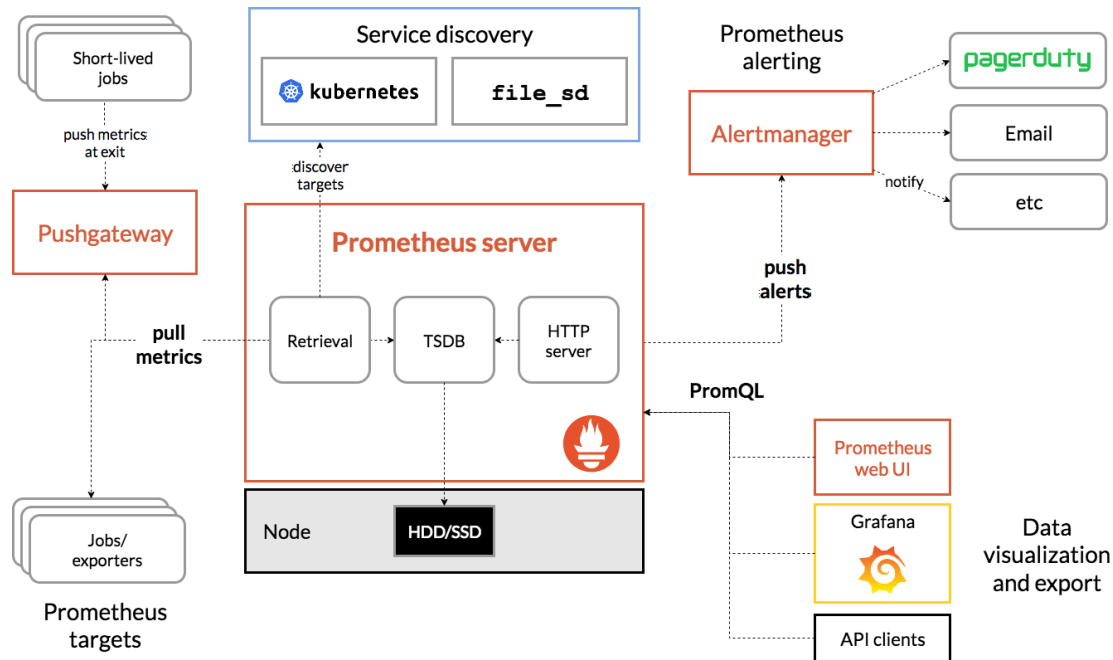 Short-lived
jobs
push metrics
at exit
Pushgateway
pull
metrics
Jobs/
exporters
Prometheus
targets
Service discovery
kubernetes
file_sd
discover
targets
Prometheus server
Retrieval
TSDB
HTTP
server
Node
HDD/SSD
Prometheus
alerting
Alertmanager
pagerduty
Email
notify
etc
push
alerts
PromQL
Prometheus
web UI
Grafana
API clients
Data
visualization
and export